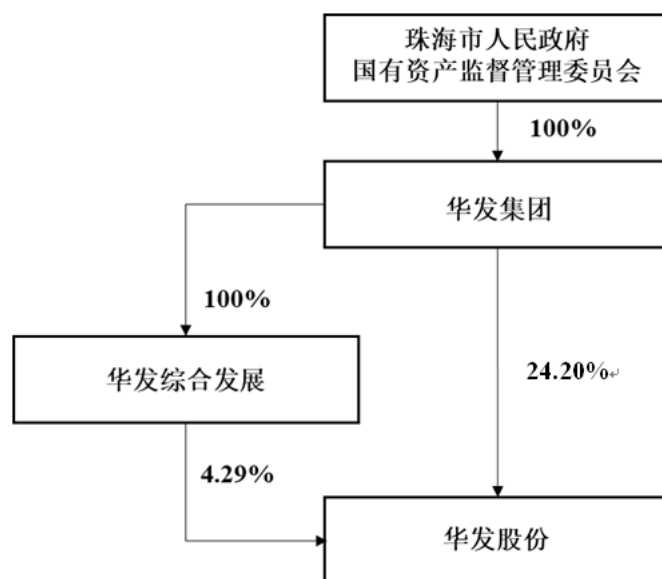 珠海市人民政府
国有资产监督管理委员会
100%
华发集团
100%
华发综合发展
24.20%
4.29%
华发股份